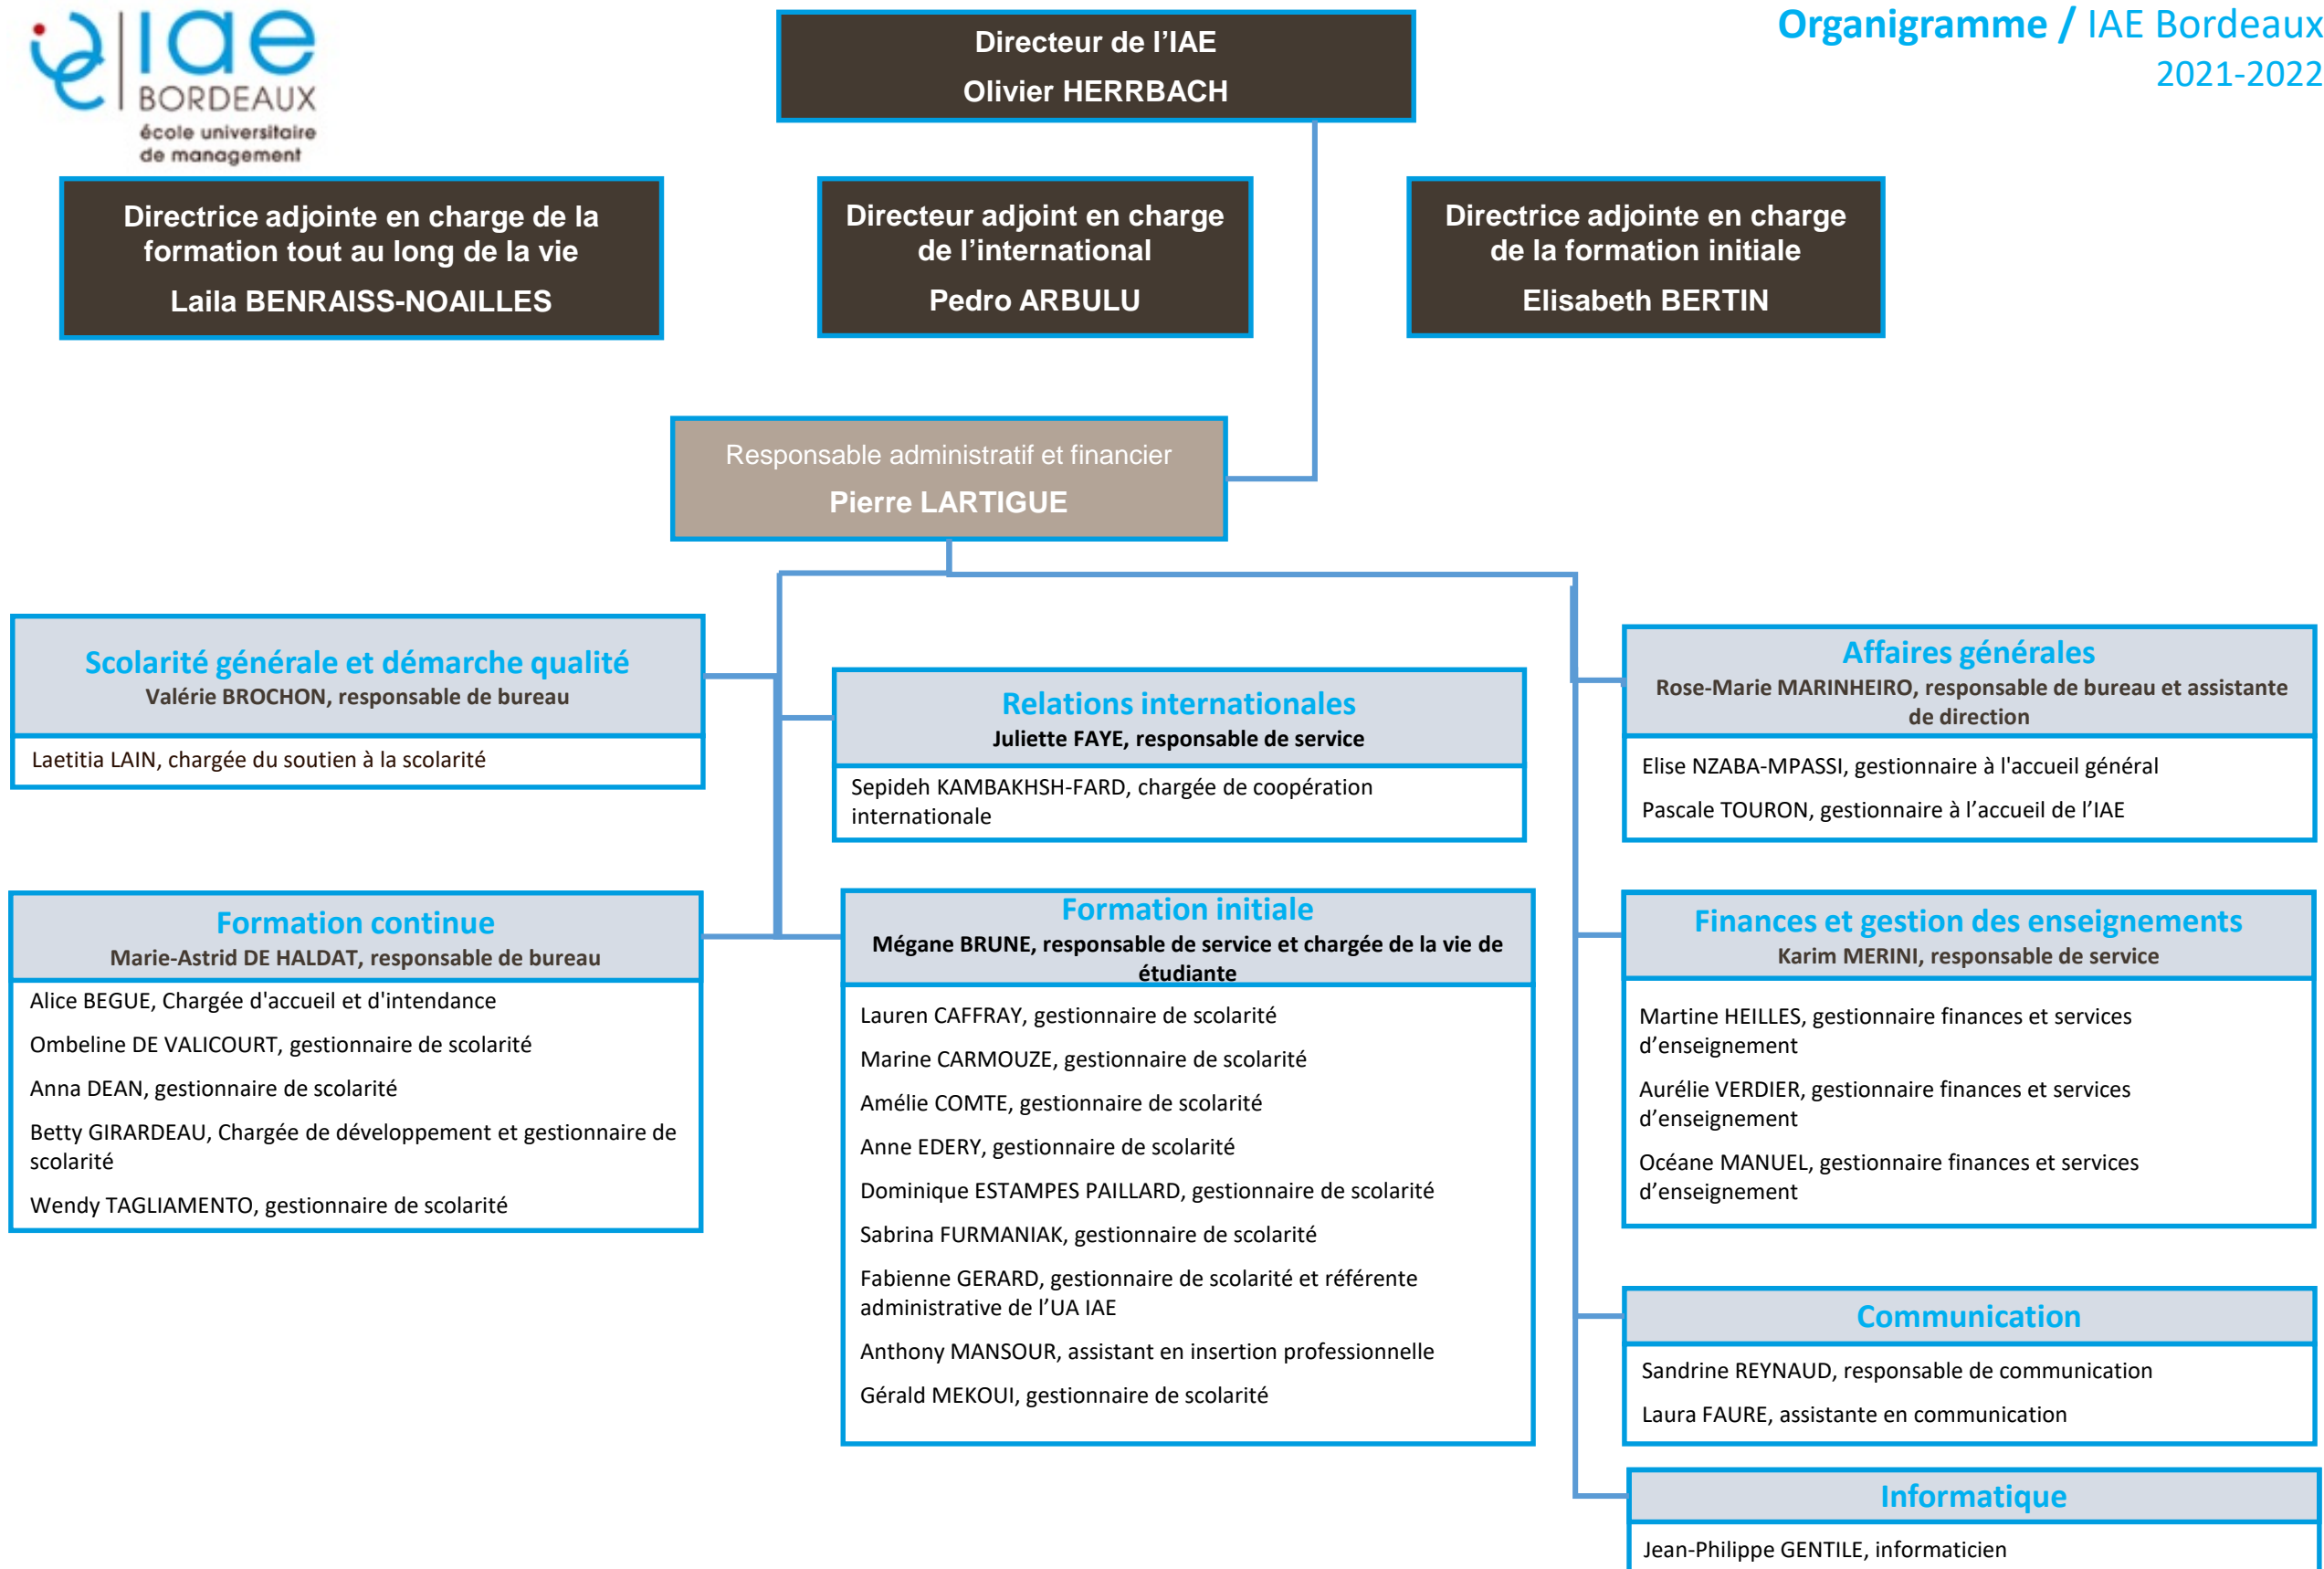 iae
BORDEAUX
école universitaire
de management
Organigramme / IAE Bordeaux
2021-2022
Directeur de l’IAE
Olivier HERRBACH
Directrice adjointe en charge de la
formation tout au long de la vie
Laila BENRAISS-NOAILLES
Directeur adjoint en charge
de l’international
Pedro ARBULU
Directrice adjointe en charge
de la formation initiale
Elisabeth BERTIN
Responsable administratif et financier
Pierre LARTIGUE
Scolarité générale et démarche qualité
Valérie BROCHON, responsable de bureau
Laetitia LAIN, chargée du soutien à la scolarité
Relations internationales
Juliette FAYE, responsable de service
Sepideh KAMBAKHSH-FARD, chargée de coopération
internationale
Affaires générales
Rose-Marie MARINHEIRO, responsable de bureau et assistante
de direction
Elise NZABA-MPASSI, gestionnaire à l'accueil général
Pascale TOURON, gestionnaire à l’accueil de l’IAE
Formation continue
Marie-Astrid DE HALDAT, responsable de bureau
Alice BEGUE, Chargée d'accueil et d'intendance
Ombeline DE VALICOURT, gestionnaire de scolarité
Anna DEAN, gestionnaire de scolarité
Betty GIRARDEAU, Chargée de développement et gestionnaire de
scolarité
Wendy TAGLIAMENTO, gestionnaire de scolarité
Formation initiale
Mégane BRUNE, responsable de service et chargée de la vie de
étudiante
Lauren CAFFRAY, gestionnaire de scolarité
Marine CARMOUZE, gestionnaire de scolarité
Amélie COMTE, gestionnaire de scolarité
Anne EDERY, gestionnaire de scolarité
Dominique ESTAMPES PAILLARD, gestionnaire de scolarité
Sabrina FURMANIAK, gestionnaire de scolarité
Fabienne GERARD, gestionnaire de scolarité et référente
administrative de l’UA IAE
Anthony MANSOUR, assistant en insertion professionnelle
Gérald MEKOUI, gestionnaire de scolarité
Finances et gestion des enseignements
Karim MERINI, responsable de service
Martine HEILLES, gestionnaire finances et services
d’enseignement
Aurélie VERDIER, gestionnaire finances et services
d’enseignement
Océane MANUEL, gestionnaire finances et services
d’enseignement
Communication
Sandrine REYNAUD, responsable de communication
Laura FAURE, assistante en communication
Informatique
Jean-Philippe GENTILE, informaticien